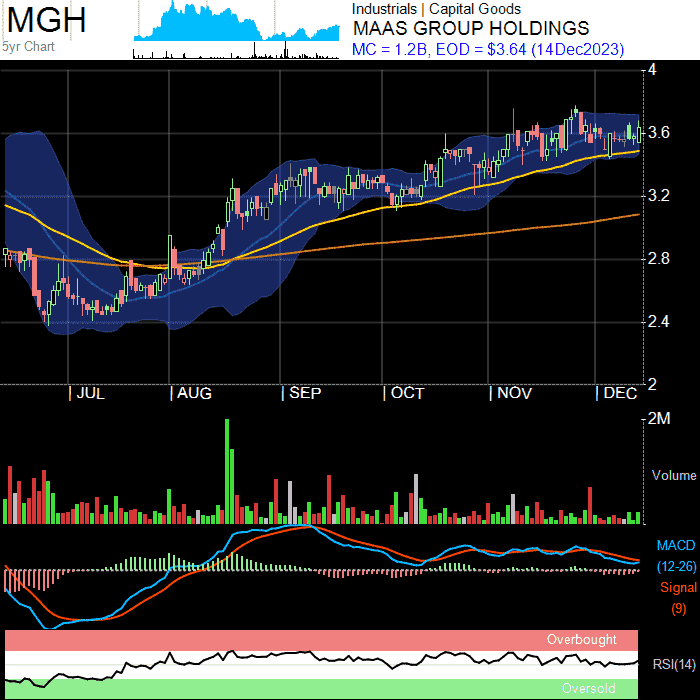 MGH
5yr Chart
Industrials | Capital Goods
MAAS GROUP HOLDINGS
MC = 1.2B, EOD = $3.64 (14Dec2023)
4
3.6
3.2
2.8
2.4
2
| JUL | AUG | SEP | OCT | NOV | DEC
2M
Volume
MACD
(12-26)
Signal
(9)
Overbought
RSI(14)
Oversold